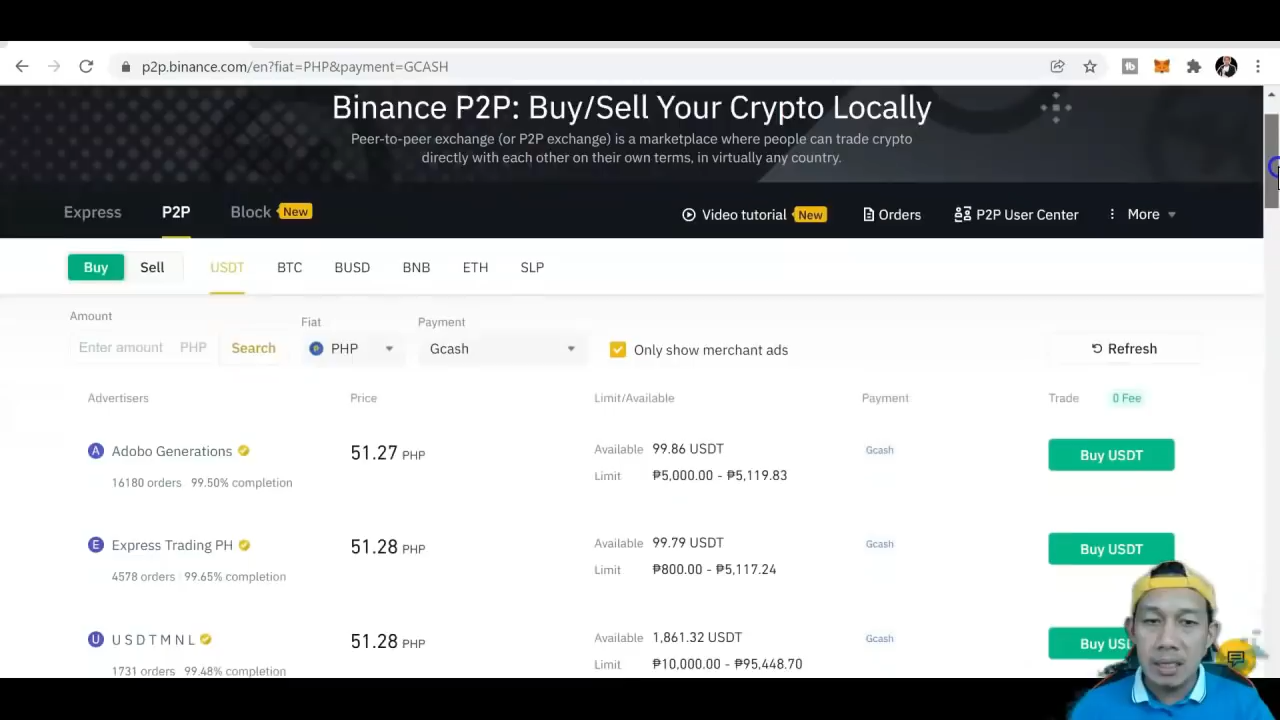 p2p.binance.com/en?fiat=PHP&payment=GCASH
Binance P2P: Buy/Sell Your Crypto Locally
Peer-to-peer exchange (or P2P exchange) is a marketplace where people can trade crypto
directly with each other on their own terms, in virtually any country.
Express P2P Block New Video tutorial New Orders P2P User Center More
Buy Sell USDT BTC BUSD BNB ETH SLP
Amount Fiat Payment
Enter amount PHP Search PHP Gcash Only show merchant ads Refresh
Advertisers Price Limit/Available Payment Trade 0 Fee
A Adobo Generations 51.27 PHP Available 99.86 USDT Gcash Buy USDT
16180 orders 99.50% completion Limit ₱5,000.00 - ₱5,119.83
E Express Trading PH 51.28 PHP Available 99.79 USDT Gcash Buy USDT
4578 orders 99.65% completion Limit ₱800.00 - ₱5,117.24
U U S D T M N L 51.28 PHP Available 1,861.32 USDT Gcash Buy US
1731 orders 99.48% completion Limit ₱10,000.00 - ₱95,448.70